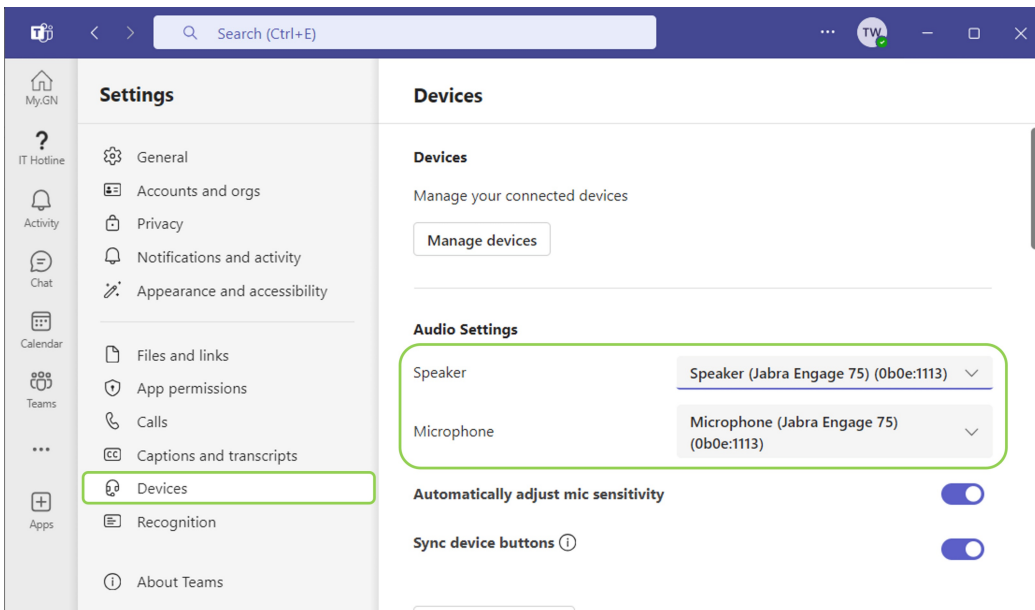 Search (Ctrl+E)
TW
My.GN
?
IT Hotline
Activity
Chat
Calendar
Teams
Apps
Settings
General
Accounts and orgs
Privacy
Notifications and activity
Appearance and accessibility
Files and links
App permissions
Calls
CC Captions and transcripts
Devices
Recognition
About Teams
Devices
Devices
Manage your connected devices
Manage devices
Audio Settings
Speaker
Speaker (Jabra Engage 75) (0b0e:1113)
Microphone
Microphone (Jabra Engage 75)
(0b0e:1113)
Automatically adjust mic sensitivity
Sync device buttons